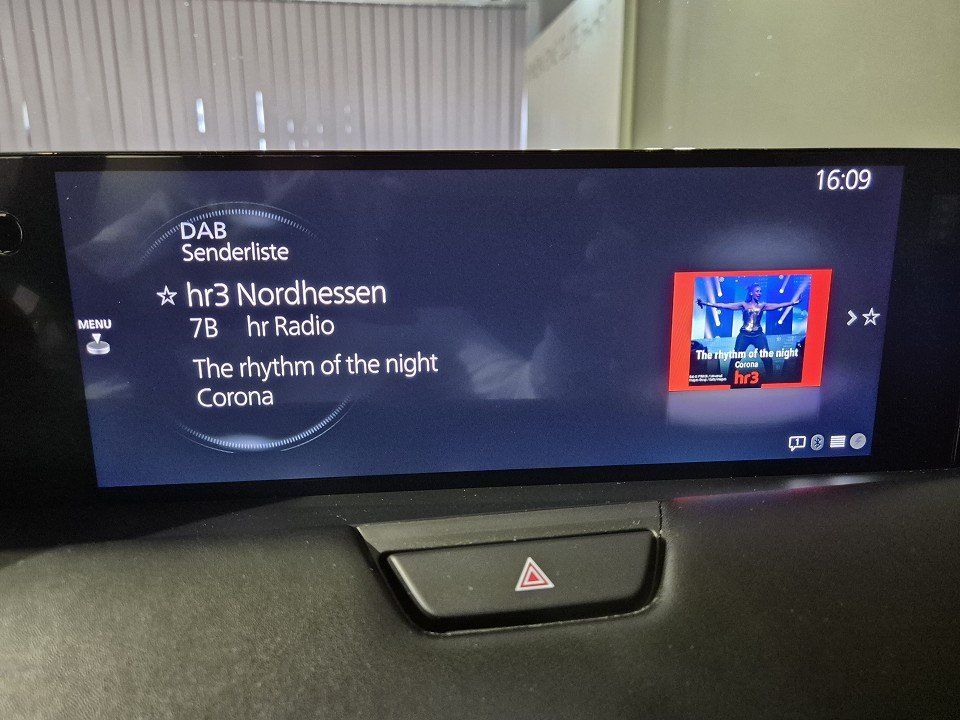 16:09
DAB
Senderliste
hr3 Nordhessen
MENU
7B hr Radio
The rhythm of the night
Corona
The rhythm of the night
Corona
hr3
1